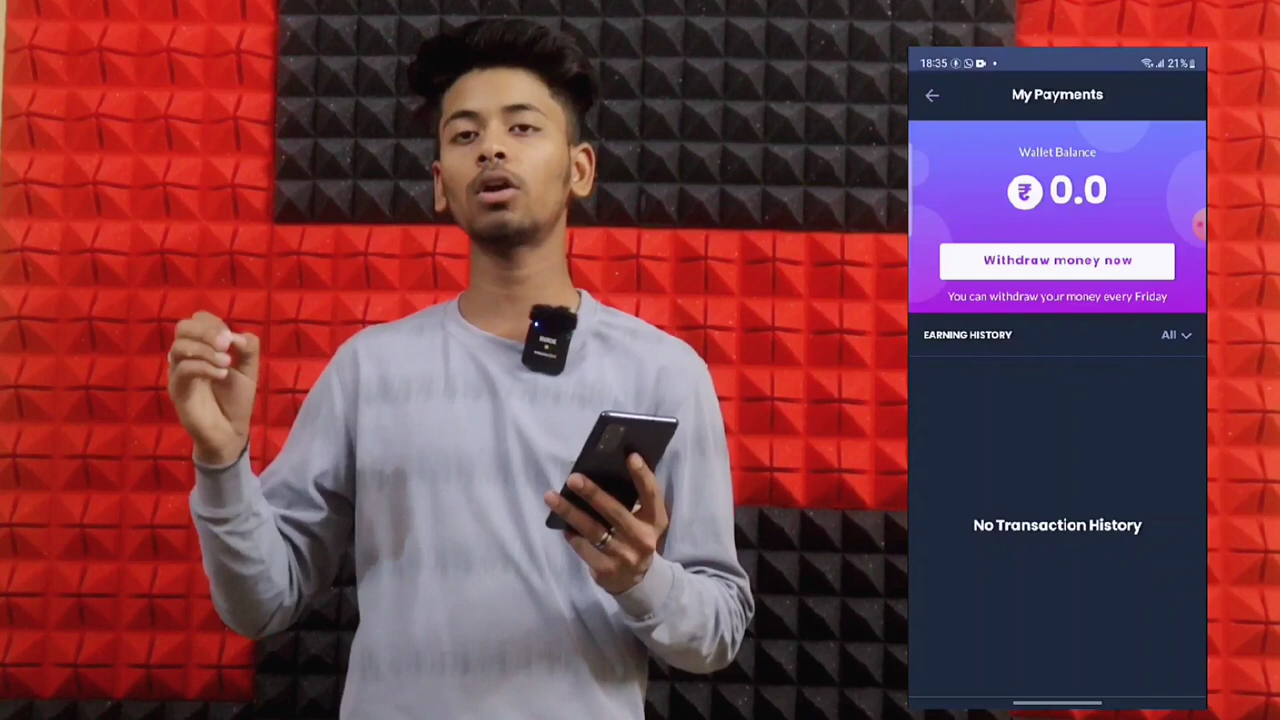 18:35
21%
My Payments
Wallet Balance
₹ 0.0
Withdraw money now
You can withdraw your money every Friday
EARNING HISTORY
All
No Transaction History